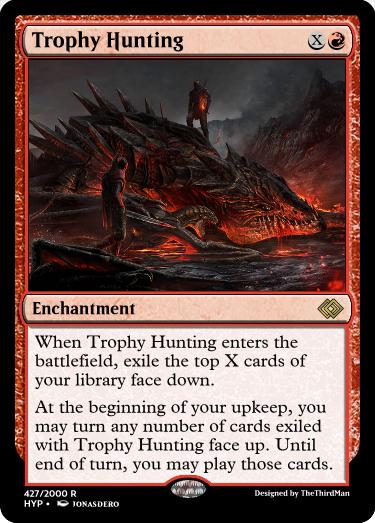 Trophy Hunting X
Enchantment
When Trophy Hunting enters the
battlefield, exile the top X cards of
your library face down.
At the beginning of your upkeep, you
may turn any number of cards exiled
with Trophy Hunting face up. Until
end of turn, you may play those cards.
427/2000 R
HYP • JONASDERO
Designed by TheThirdMan